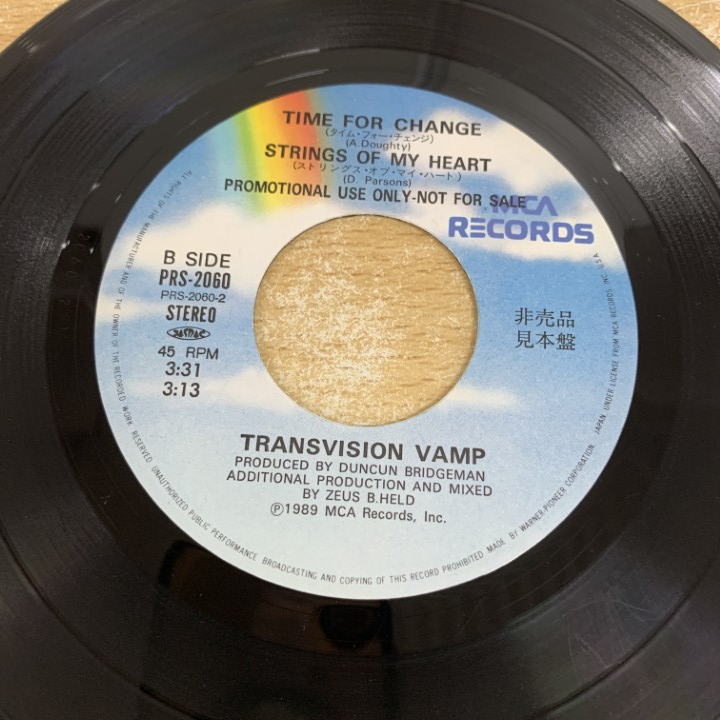 TIME FOR CHANGE
(タイム・フォー・チェンジ)
(A.Doughty)
STRINGS OF MY HEART
(ストリングス・オブ・マイ・ハート)
(D. Parsons)
PROMOTIONAL USE ONLY-NOT FOR SALE
MCA
RECORDS
B SIDE
PRS-2060
PRS-2060-2
STEREO
JASRAC
45 RPM
3:31
3:13
非売品
見本盤
TRANSVISION VAMP
PRODUCED BY DUNCUN BRIDGEMAN
ADDITIONAL PRODUCTION AND MIXED
BY ZEUS B.HELD
Ⓟ1989 MCA Records, Inc.
ALL RIGHTS OF THE MANUFACTURER AND OF THE OWNER OF THE RECORDED WORK RESERVED. UNAUTHORIZED PUBLIC PERFORMANCE BROADCASTING AND COPYING OF THIS RECORD PROHIBITED MADE BY WARNER-PIONEER CORPORATION. JAPAN UNDER LICENSE FROM MCA RECORDS INC. U.S.A.